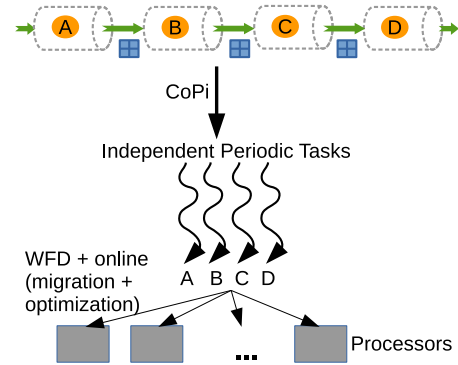 A B C D
CoPi
Independent Periodic Tasks
A B C D
WFD + online
(migration +
optimization)
...
Processors